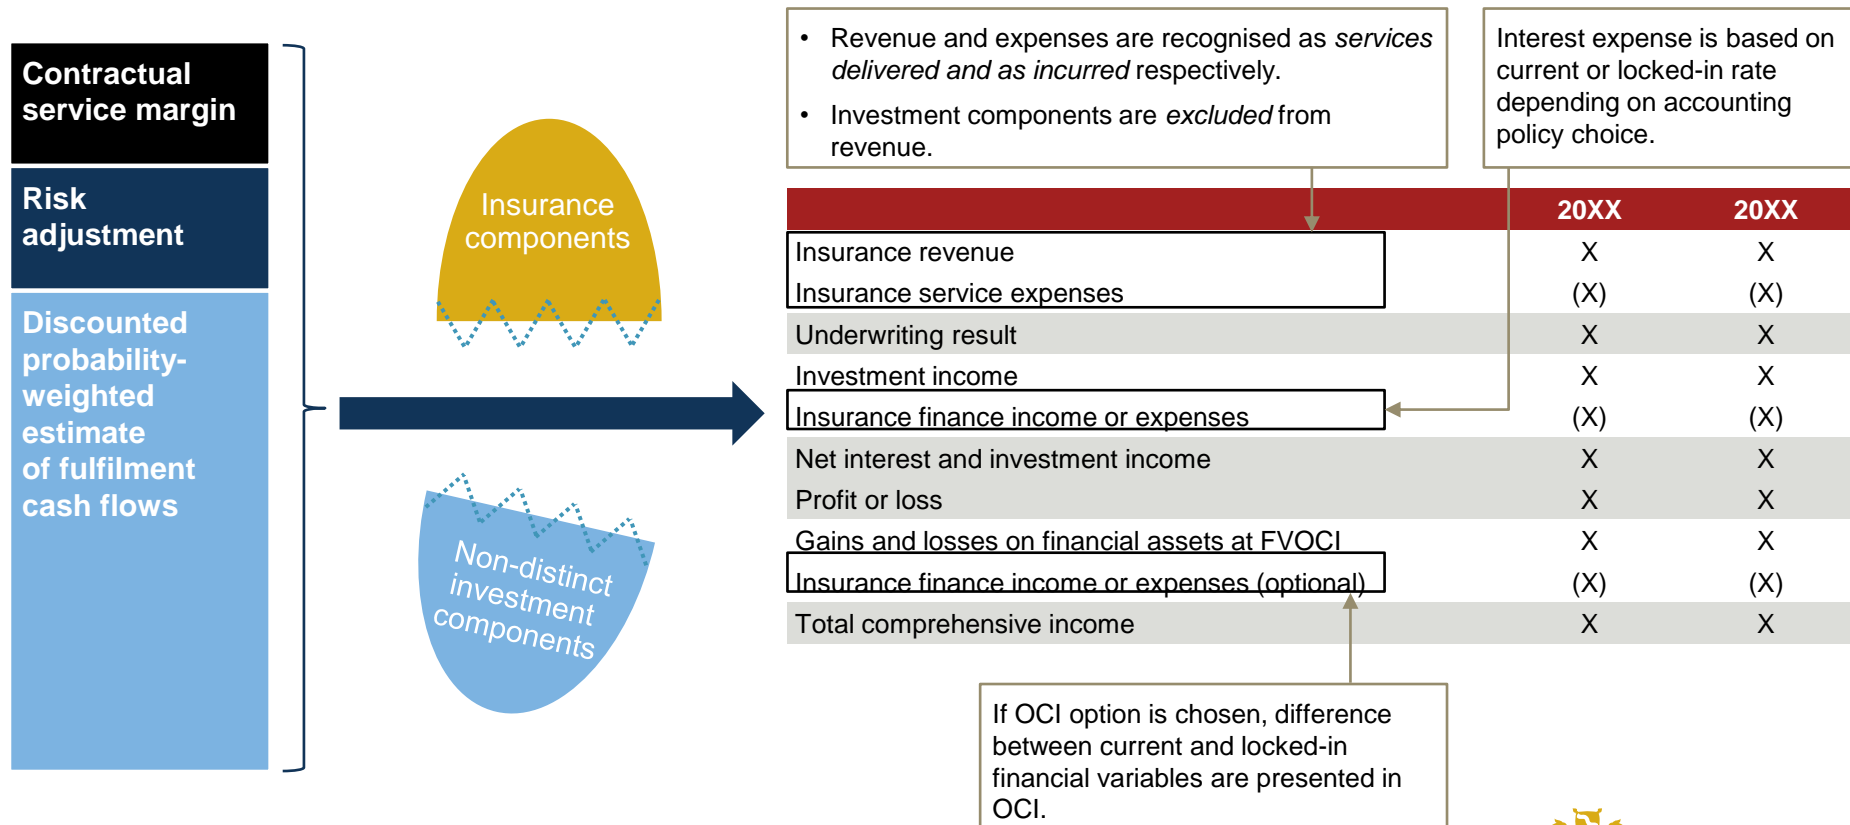 Contractual
service margin
Risk
adjustment
Discounted
probability-
weighted
estimate
of fulfilment
cash flows
Insurance
components
Non-distinct
investment
components
• Revenue and expenses are recognised as services
delivered and as incurred respectively.
• Investment components are excluded from
revenue.
Interest expense is based on
current or locked-in rate
depending on accounting
policy choice.
20XX 20XX
Insurance revenue X X
Insurance service expenses (X) (X)
Underwriting result X X
Investment income X X
Insurance finance income or expenses (X) (X)
Net interest and investment income X X
Profit or loss X X
Gains and losses on financial assets at FVOCI X X
Insurance finance income or expenses (optional) (X) (X)
Total comprehensive income X X
If OCI option is chosen, difference
between current and locked-in
financial variables are presented in
OCI.